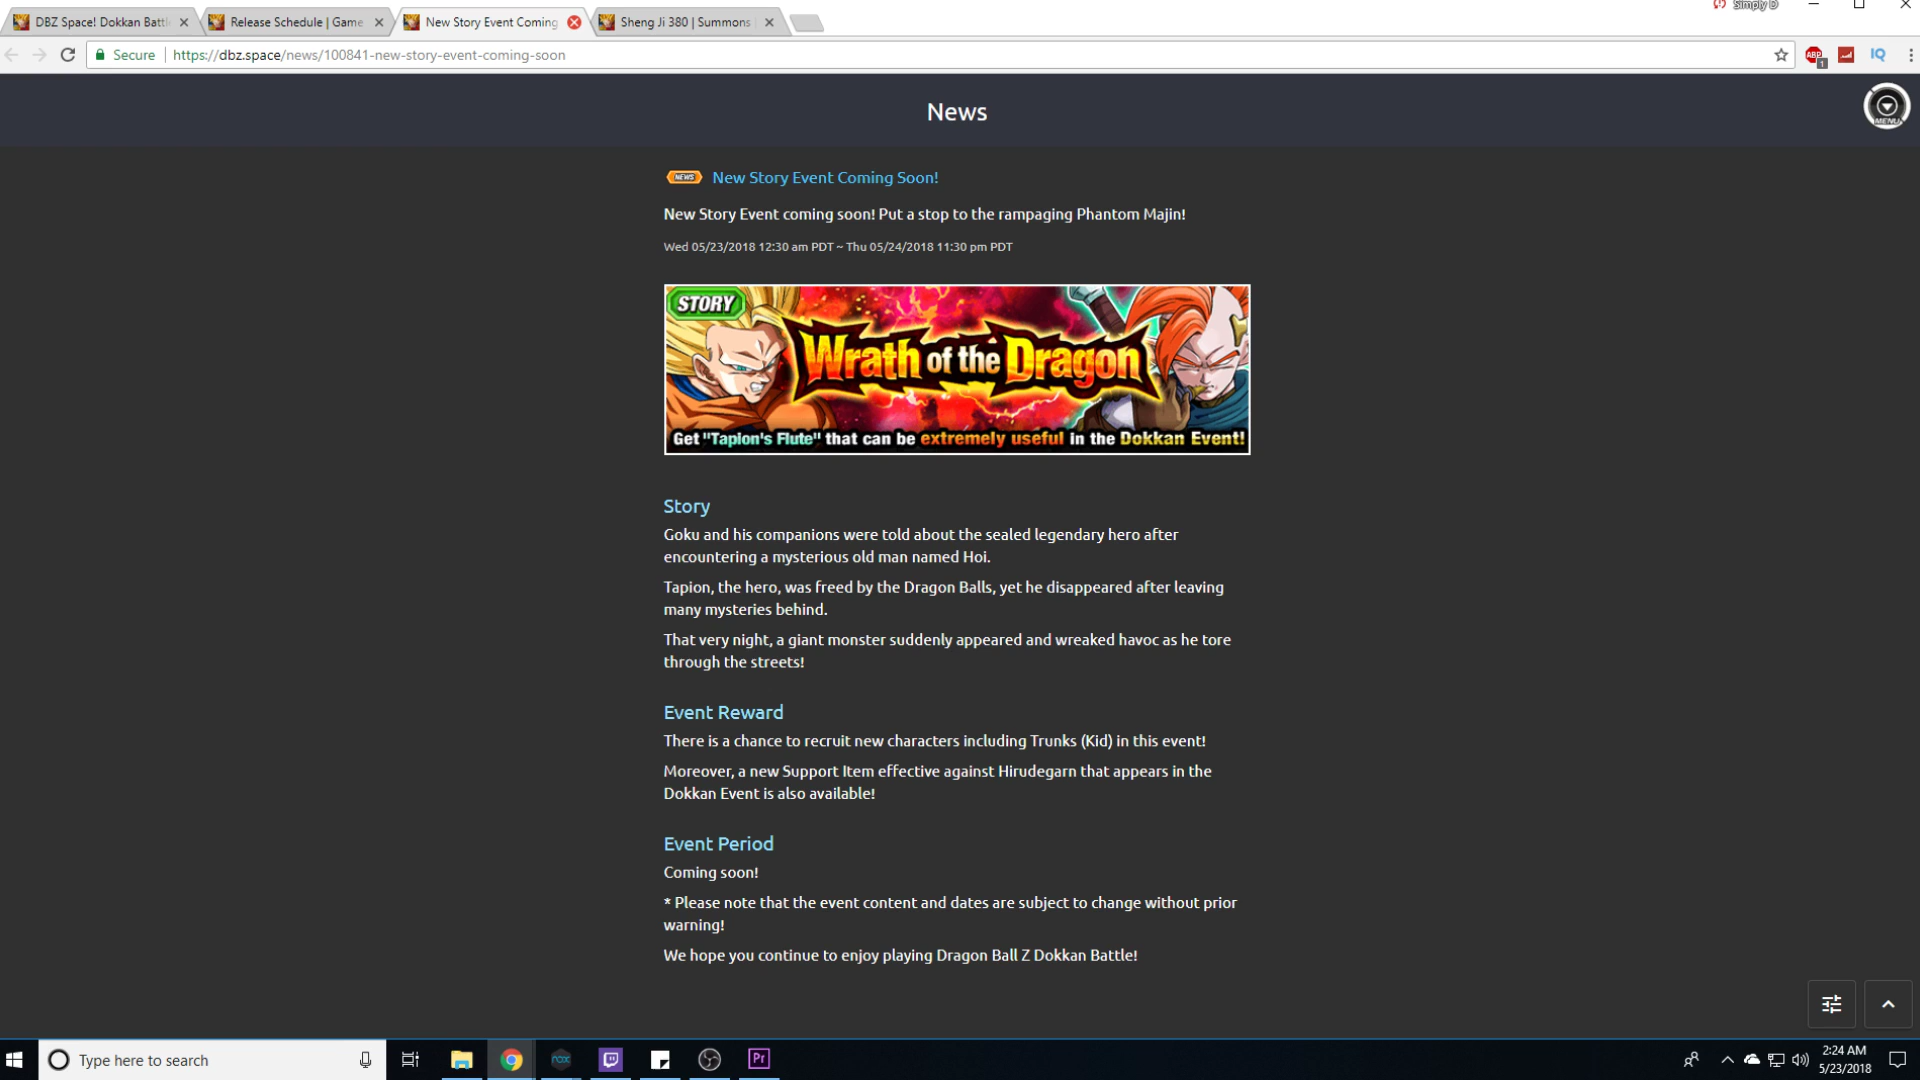 DBZ Space! Dokkan Battl
Release Schedule | Game
New Story Event Coming
Sheng Ji 380 | Summons
Simply D
Secure
https://dbz.space/news/100841-new-story-event-coming-soon
ABP
1
IQ
News
MENU
NEWS
New Story Event Coming Soon!
New Story Event coming soon! Put a stop to the rampaging Phantom Majin!
Wed 05/23/2018 12:30 am PDT ~ Thu 05/24/2018 11:30 pm PDT
STORY
Wrath of the Dragon
Get "Tapion's Flute" that can be extremely useful in the Dokkan Event!
Story
Goku and his companions were told about the sealed legendary hero after
encountering a mysterious old man named Hoi.
Tapion, the hero, was freed by the Dragon Balls, yet he disappeared after leaving
many mysteries behind.
That very night, a giant monster suddenly appeared and wreaked havoc as he tore
through the streets!
Event Reward
There is a chance to recruit new characters including Trunks (Kid) in this event!
Moreover, a new Support Item effective against Hirudegarn that appears in the
Dokkan Event is also available!
Event Period
Coming soon!
* Please note that the event content and dates are subject to change without prior
warning!
We hope you continue to enjoy playing Dragon Ball Z Dokkan Battle!
Type here to search
nox
Pr
2:24 AM
5/23/2018